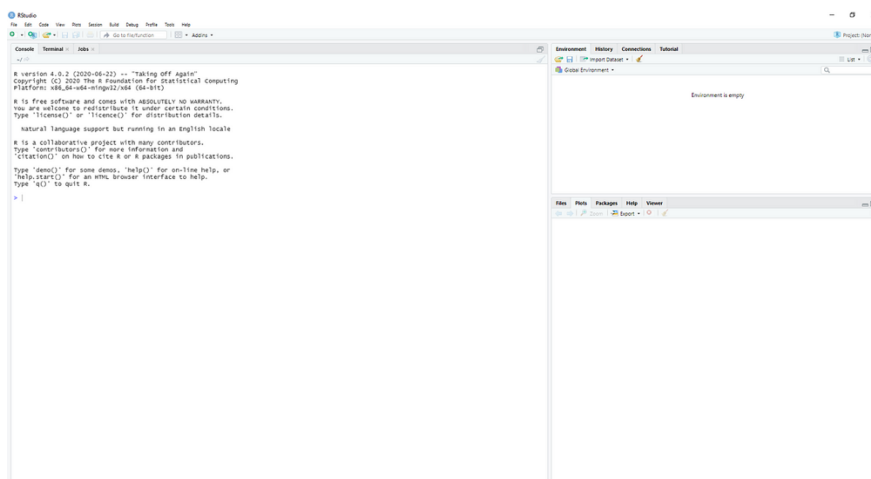 RStudio
File Edit Code View Plots Session Build Debug Profile Tools Help
Go to file/function Addins
Project: (Non
Console Terminal Jobs
~/
R version 4.0.2 (2020-06-22) -- "Taking Off Again"
Copyright (C) 2020 The R Foundation for Statistical Computing
Platform: x86_64-w64-mingw32/x64 (64-bit)
R is free software and comes with ABSOLUTELY NO WARRANTY.
You are welcome to redistribute it under certain conditions.
Type 'license()' or 'licence()' for distribution details.
Natural language support but running in an English locale
R is a collaborative project with many contributors.
Type 'contributors()' for more information and
'citation()' on how to cite R or R packages in publications.
Type 'demo()' for some demos, 'help()' for on-line help, or
'help.start()' for an HTML browser interface to help.
Type 'q()' to quit R.
>
Environment History Connections Tutorial
Import Dataset List
Global Environment
Environment is empty
Files Plots Packages Help Viewer
Zoom Export